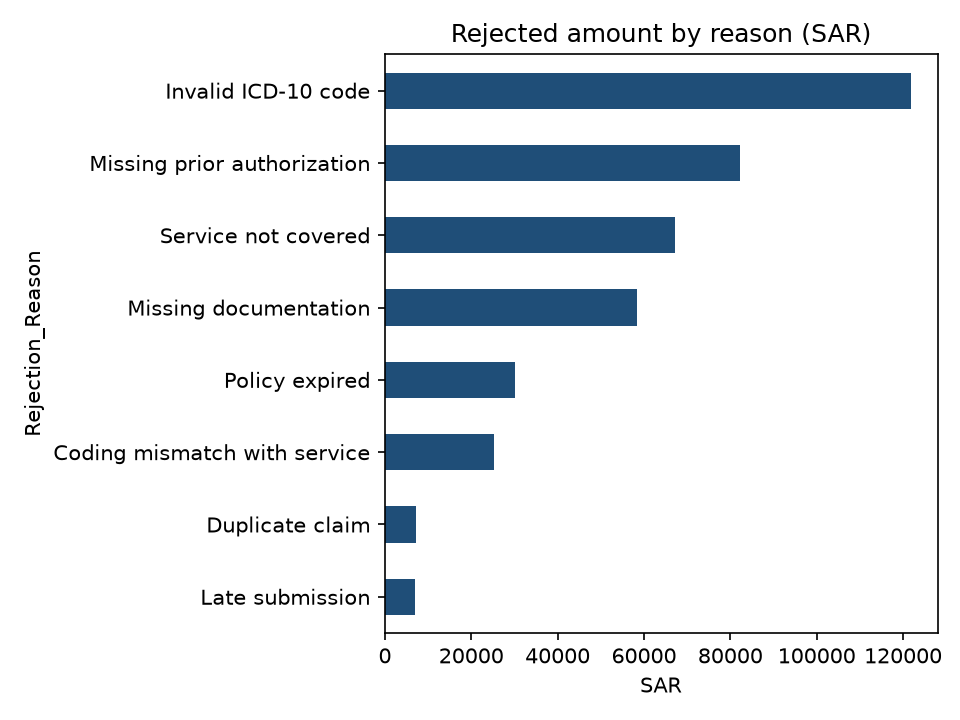 Rejected amount by reason (SAR)
Rejection_Reason
Invalid ICD-10 code
Missing prior authorization
Service not covered
Missing documentation
Policy expired
Coding mismatch with service
Duplicate claim
Late submission
0 20000 40000 60000 80000 100000 120000
SAR